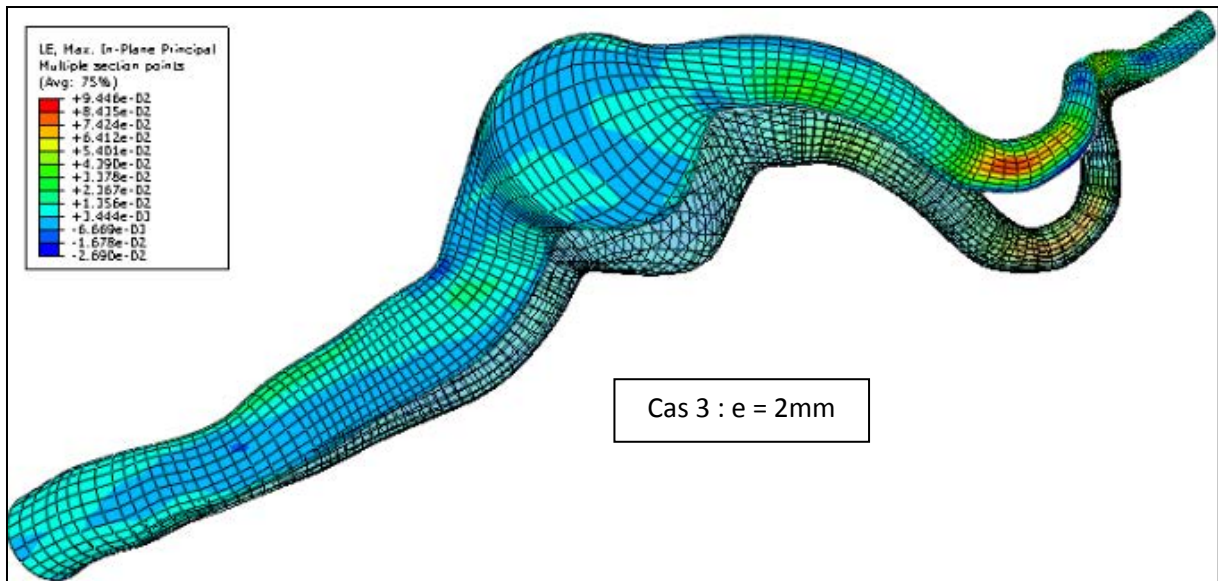 LE, Max. In-Plane Principal
Multiple section points
(Avg: 75%)
+9.446e-02
+8.435e-02
+7.424e-02
+6.412e-02
+5.401e-02
+4.390e-02
+3.378e-02
+2.367e-02
+1.356e-02
+3.444e-03
-6.669e-03
-1.678e-02
-2.690e-02
Cas 3 : e = 2mm